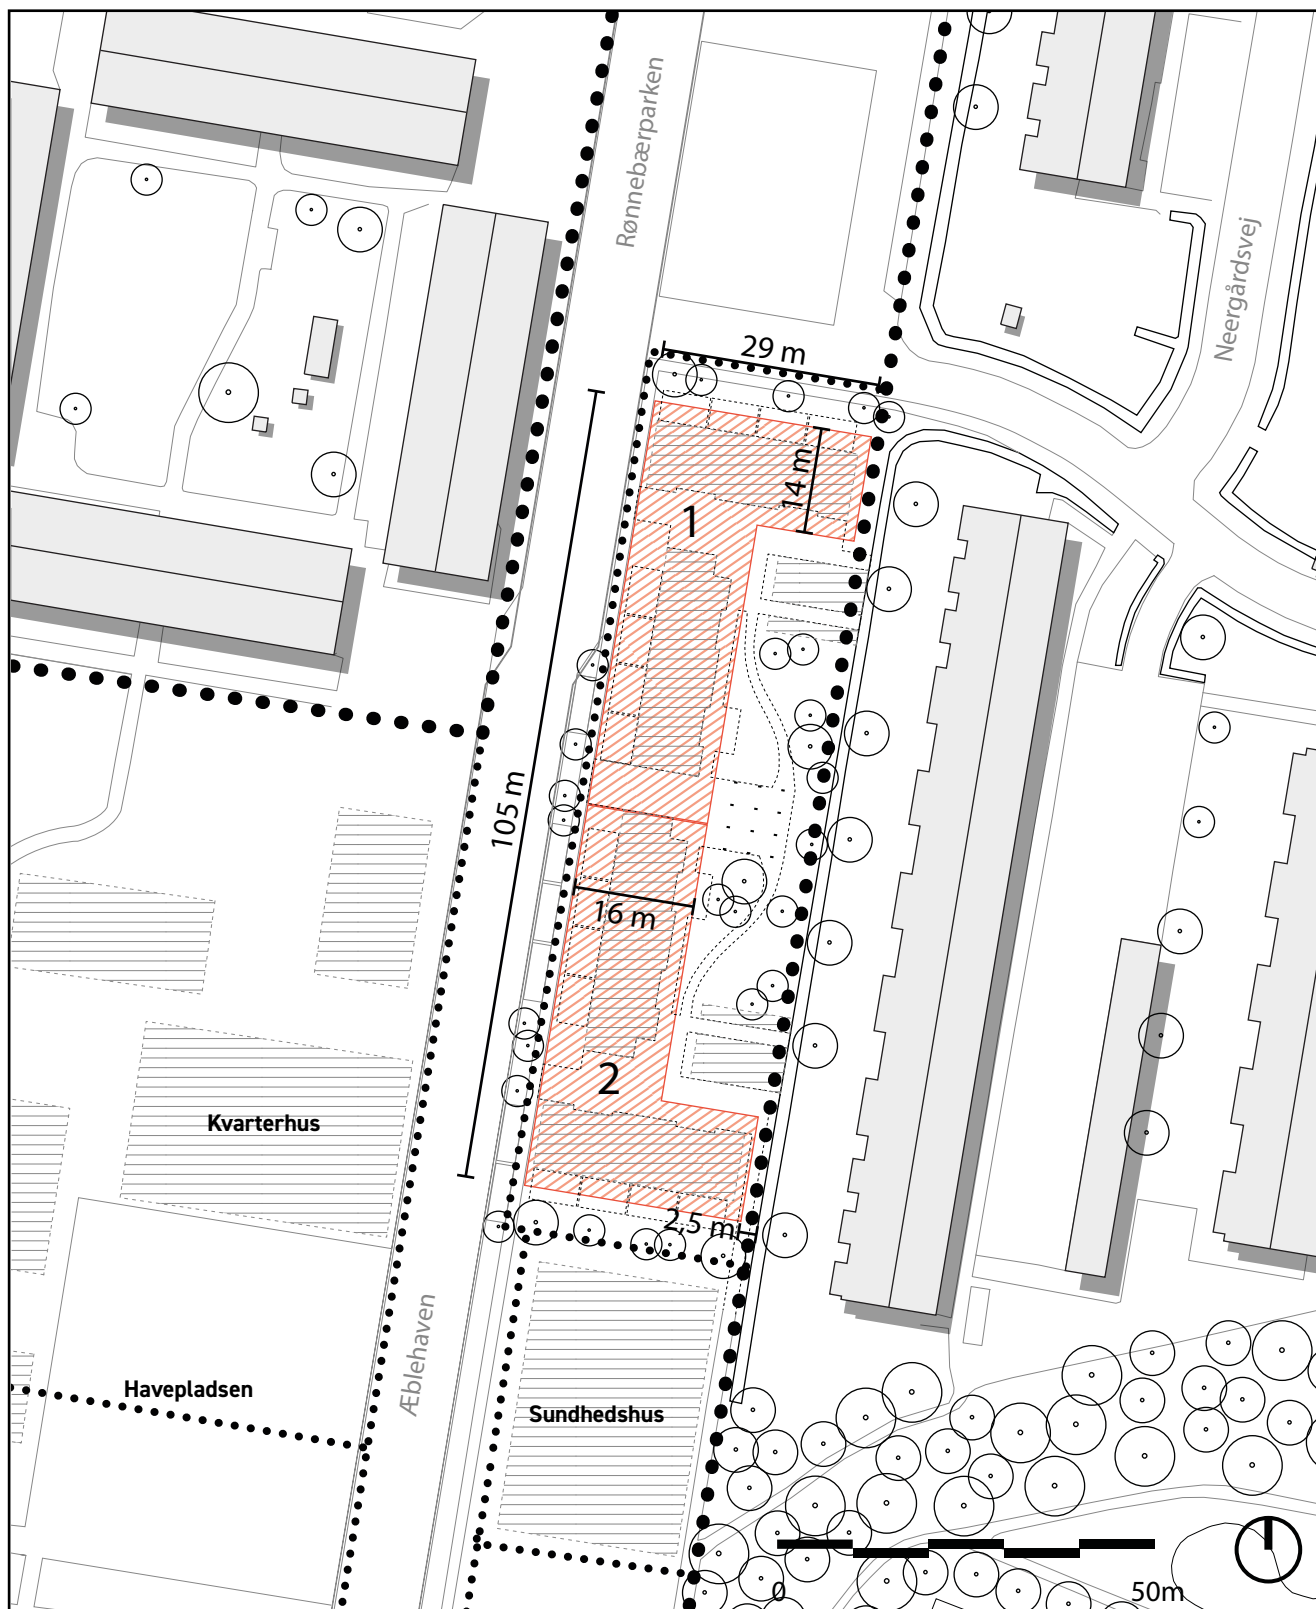 Rønnebærparken
Neergårdsvej
29 m
14 m
1
105 m
16 m
2
Kvarterhus
2,5 m
Æblehaven
Havepladsen
Sundhedshus
0
50m